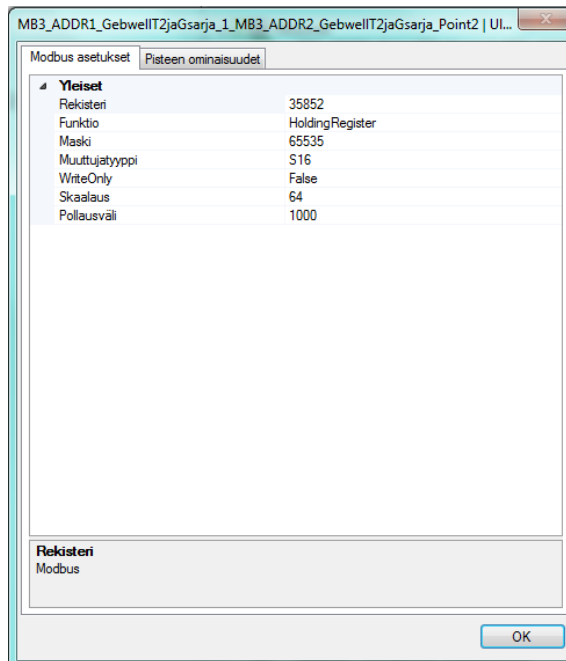 MB3_ADDR1_GebwellT2jaGsarja_1_MB3_ADDR2_GebwellT2jaGsarja_Point2 | Ul...
Modbus asetukset Pisteen ominaisuudet
Yleiset
Rekisteri 35852
Funktio HoldingRegister
Maski 65535
Muuttujatyyppi S16
WriteOnly False
Skaalaus 64
Pollausväli 1000
Rekisteri
Modbus
OK